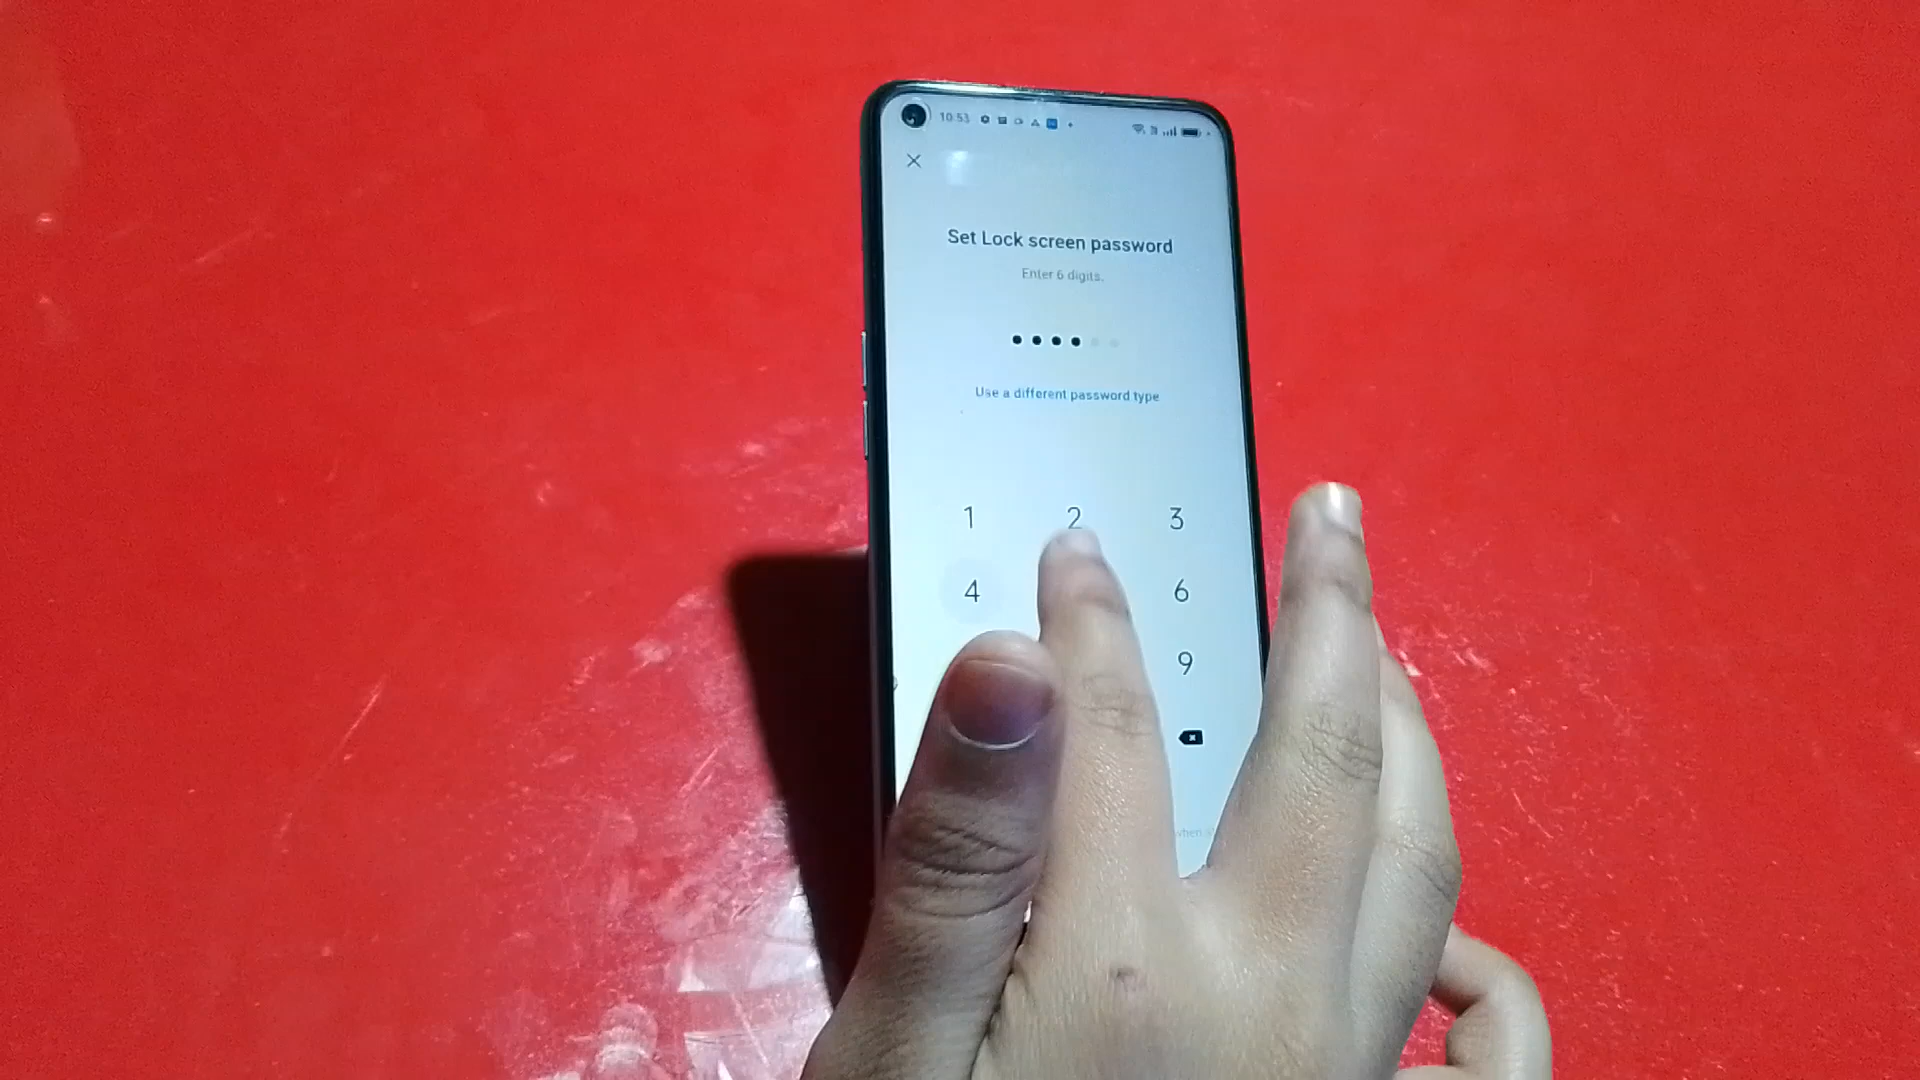 10:53
Set Lock screen password
Enter 6 digits.
Use a different password type
1 2 3
4 6
9
when